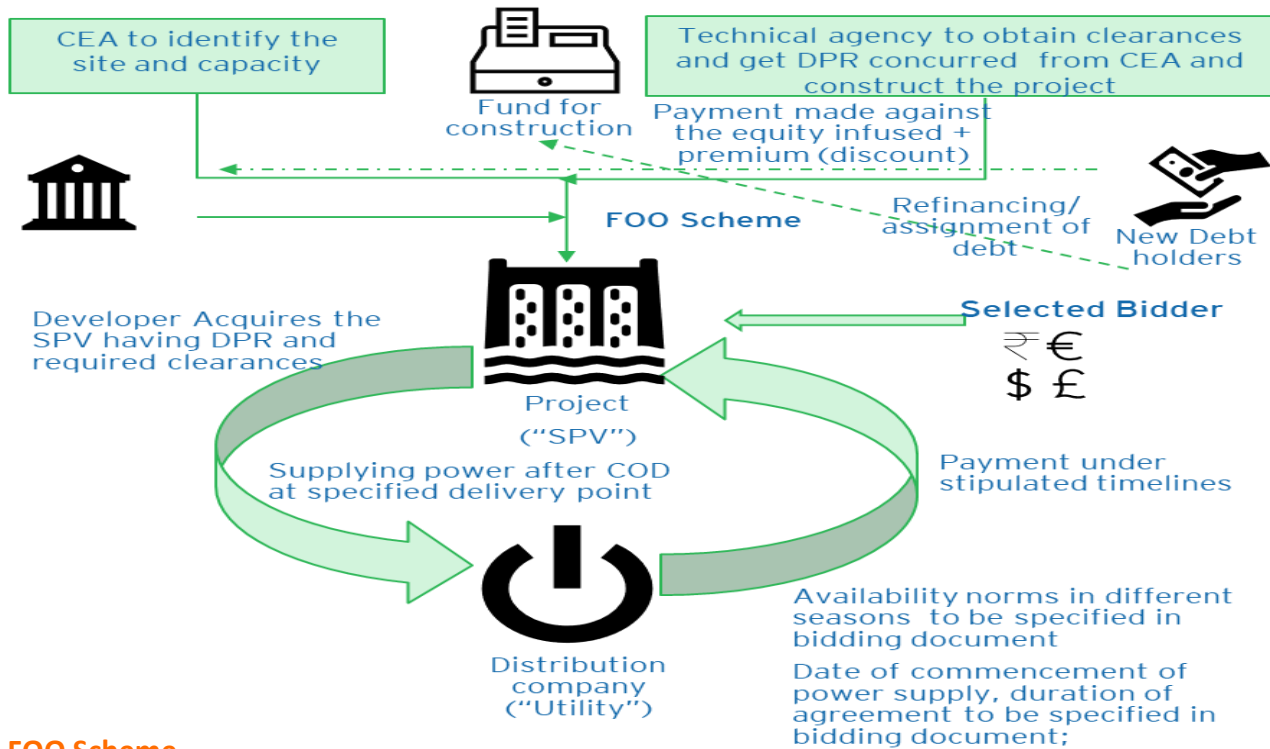 CEA to identify the
site and capacity
Fund for
construction
Technical agency to obtain clearances
and get DPR concurred from CEA and
construct the project
Payment made against
the equity infused +
premium (discount)
FOO Scheme
Refinancing/
assignment of
debt
New Debt
holders
Developer Acquires the
SPV having DPR and
required clearances
Selected Bidder
₹ €
$ £
Project
(“SPV”)
Supplying power after COD
at specified delivery point
Payment under
stipulated timelines
Distribution
company
(“Utility”)
Availability norms in different
seasons to be specified in
bidding document
Date of commencement of
power supply, duration of
agreement to be specified in
bidding document;
FOO Scheme